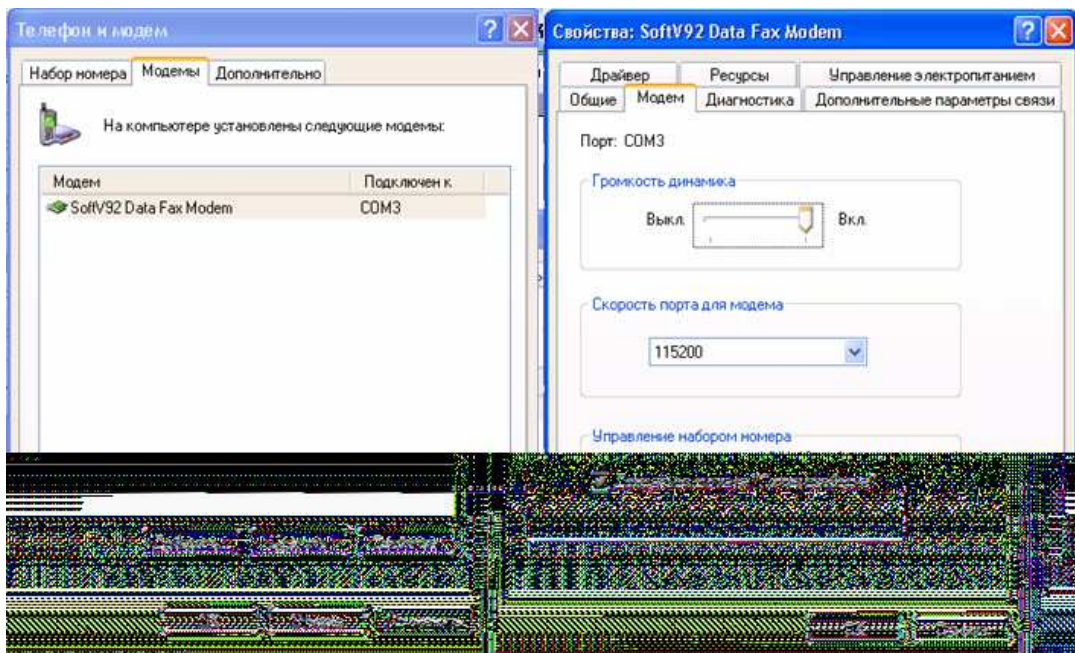 Телефон и модем
Набор номера Модемы Дополнительно
На компьютере установлены следующие модемы:
Модем Подключен к
SoftV92 Data Fax Modem COM3
Свойства: SoftV92 Data Fax Modem
Драйвер Ресурсы Управление электропитанием
Общие Модем Диагностика Дополнительные параметры связи
Порт: COM3
Громкость динамика
Выкл. Вкл.
Скорость порта для модема
115200
Управление набором номера